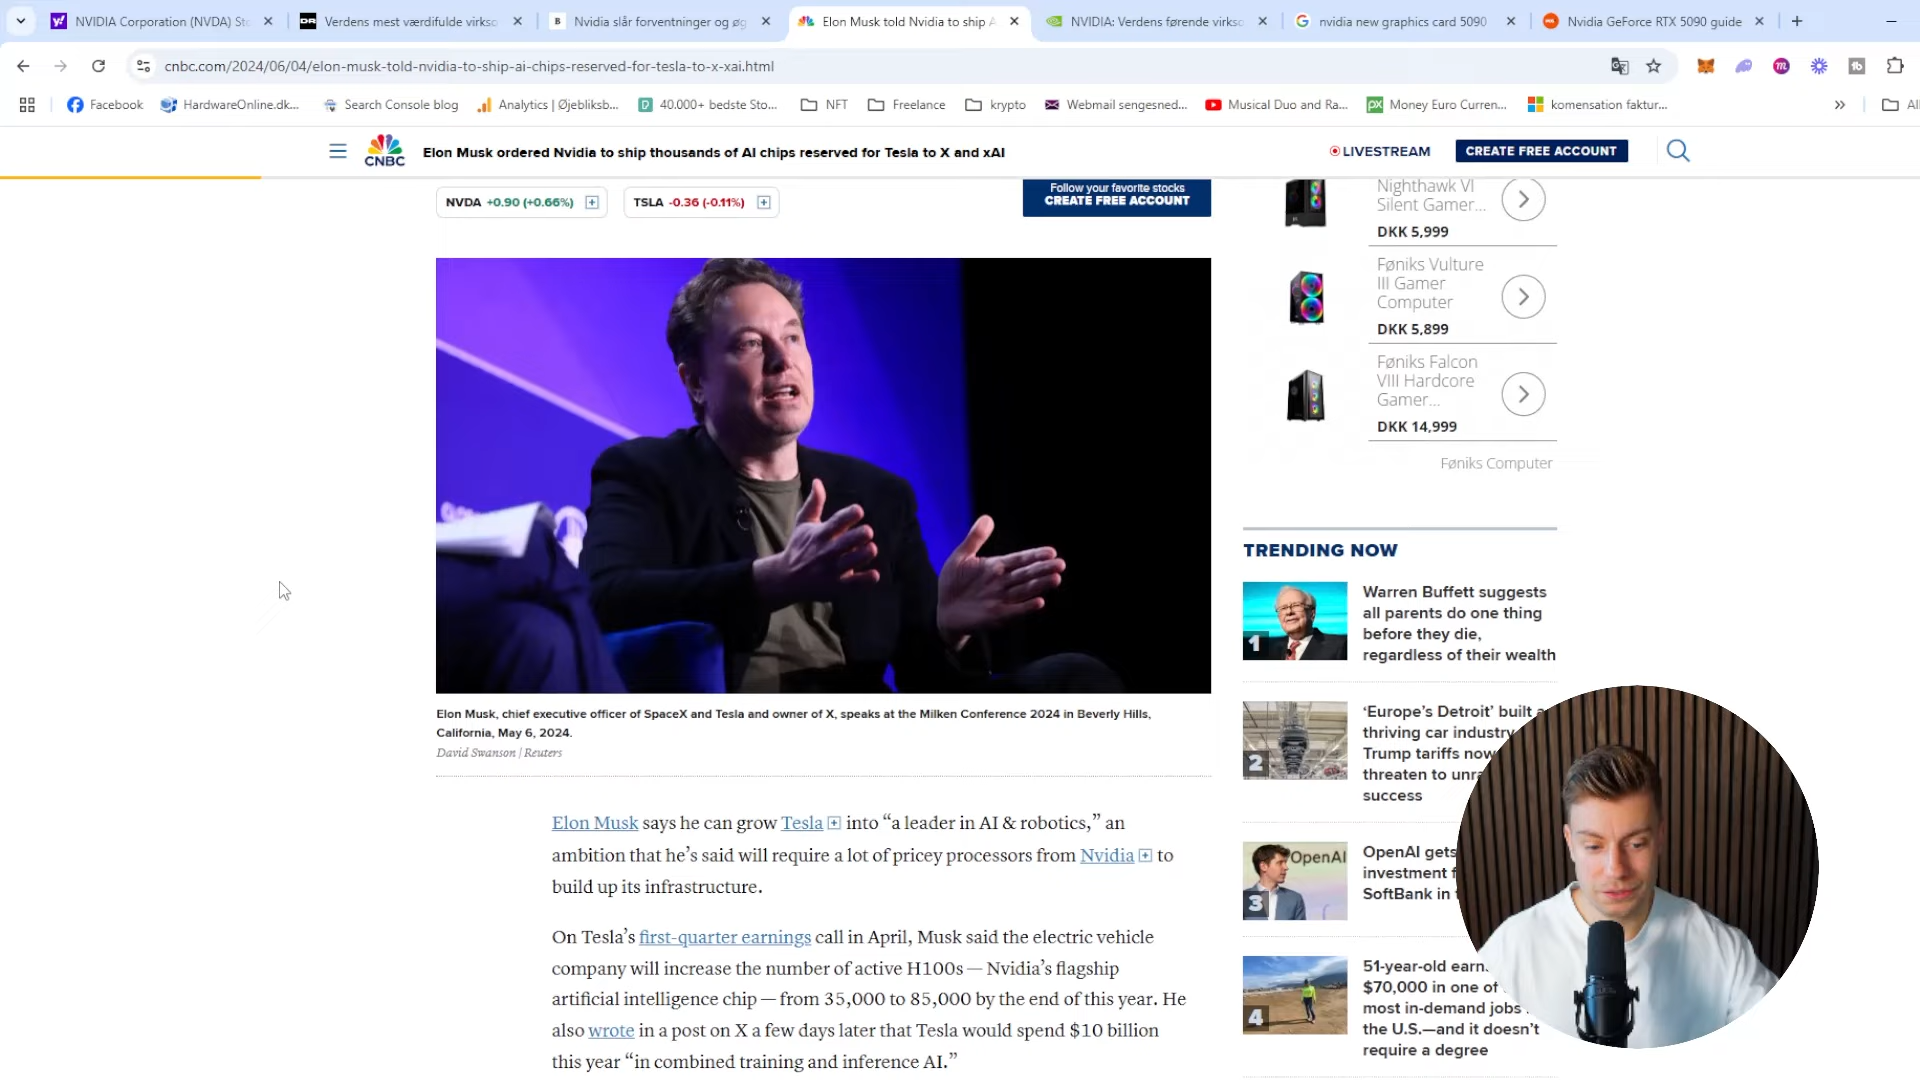 NVIDIA Corporation (NVDA) St
Verdens mest værdifulde virkso
Nvidia slår forventninger og øg
Elon Musk told Nvidia to ship A
NVIDIA: Verdens førende virkso
nvidia new graphics card 5090
Nvidia GeForce RTX 5090 guide
cnbc.com/2024/06/04/elon-musk-told-nvidia-to-ship-ai-chips-reserved-for-tesla-to-x-xai.html
Facebook
HardwareOnline.dk...
Search Console blog
Analytics | Øjebliksb...
40.000+ bedste Sto...
NFT
Freelance
krypto
Webmail sengesned...
Musical Duo and Ra...
Money Euro Curren...
komensation faktur...
CNBC
Elon Musk ordered Nvidia to ship thousands of AI chips reserved for Tesla to X and xAI
LIVESTREAM
CREATE FREE ACCOUNT
NVDA +0.90 (+0.66%)
TSLA -0.36 (-0.11%)
Follow your favorite stocks
CREATE FREE ACCOUNT
Elon Musk, chief executive officer of SpaceX and Tesla and owner of X, speaks at the Milken Conference 2024 in Beverly Hills,
California, May 6, 2024.
David Swanson | Reuters
Elon Musk says he can grow Tesla into “a leader in AI & robotics,” an
ambition that he’s said will require a lot of pricey processors from Nvidia to
build up its infrastructure.
On Tesla’s first-quarter earnings call in April, Musk said the electric vehicle
company will increase the number of active H100s — Nvidia’s flagship
artificial intelligence chip — from 35,000 to 85,000 by the end of this year. He
also wrote in a post on X a few days later that Tesla would spend $10 billion
this year “in combined training and inference AI.”
Nighthawk VI
Silent Gamer...
DKK 5,999
Føniks Vulture
III Gamer
Computer
DKK 5,899
Føniks Falcon
VIII Hardcore
Gamer...
DKK 14,999
Føniks Computer
TRENDING NOW
1
Warren Buffett suggests
all parents do one thing
before they die,
regardless of their wealth
2
‘Europe’s Detroit’ built a
thriving car industry
Trump tariffs now
threaten to
success
3
OpenAI
OpenAI gets
investment
SoftBank in
4
51-year-old
$70,000 in one of
most in-demand jobs
the U.S.—and it doesn’t
require a degree